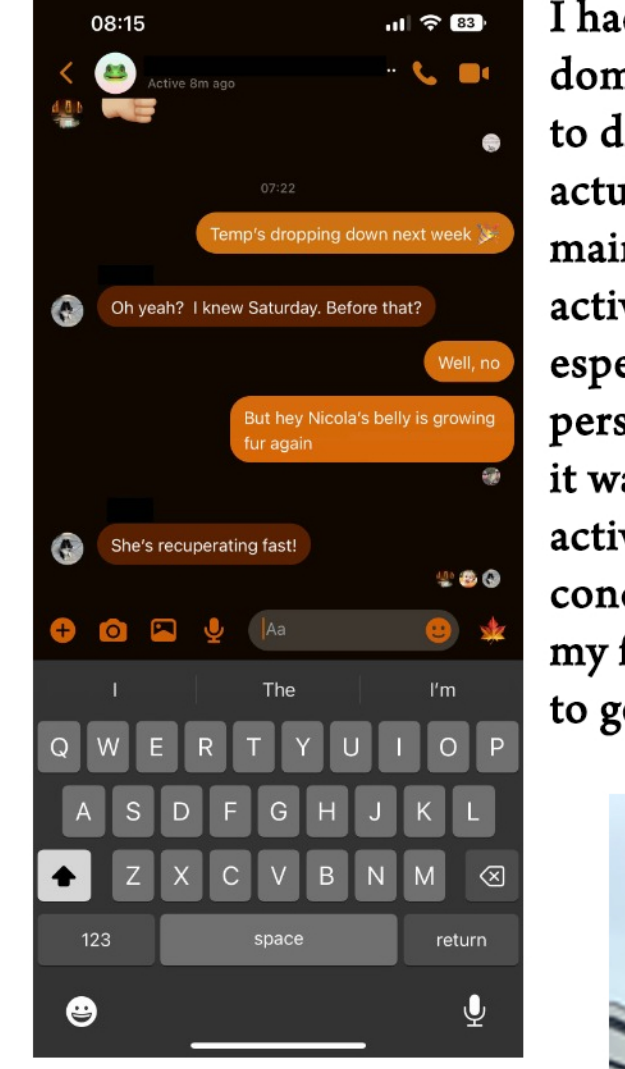 08:15
83
Active 8m ago
07:22
Temp's dropping down next week
Oh yeah? I knew Saturday. Before that?
Well, no
But hey Nicola's belly is growing
fur again
She's recuperating fast!
Aa
I The I'm
Q W E R T Y U I O P
A S D F G H J K L
Z X C V B N M
123 space return
I had
dom
to d
actu
main
activ
espe
pers
it wa
activ
cond
my f
to go